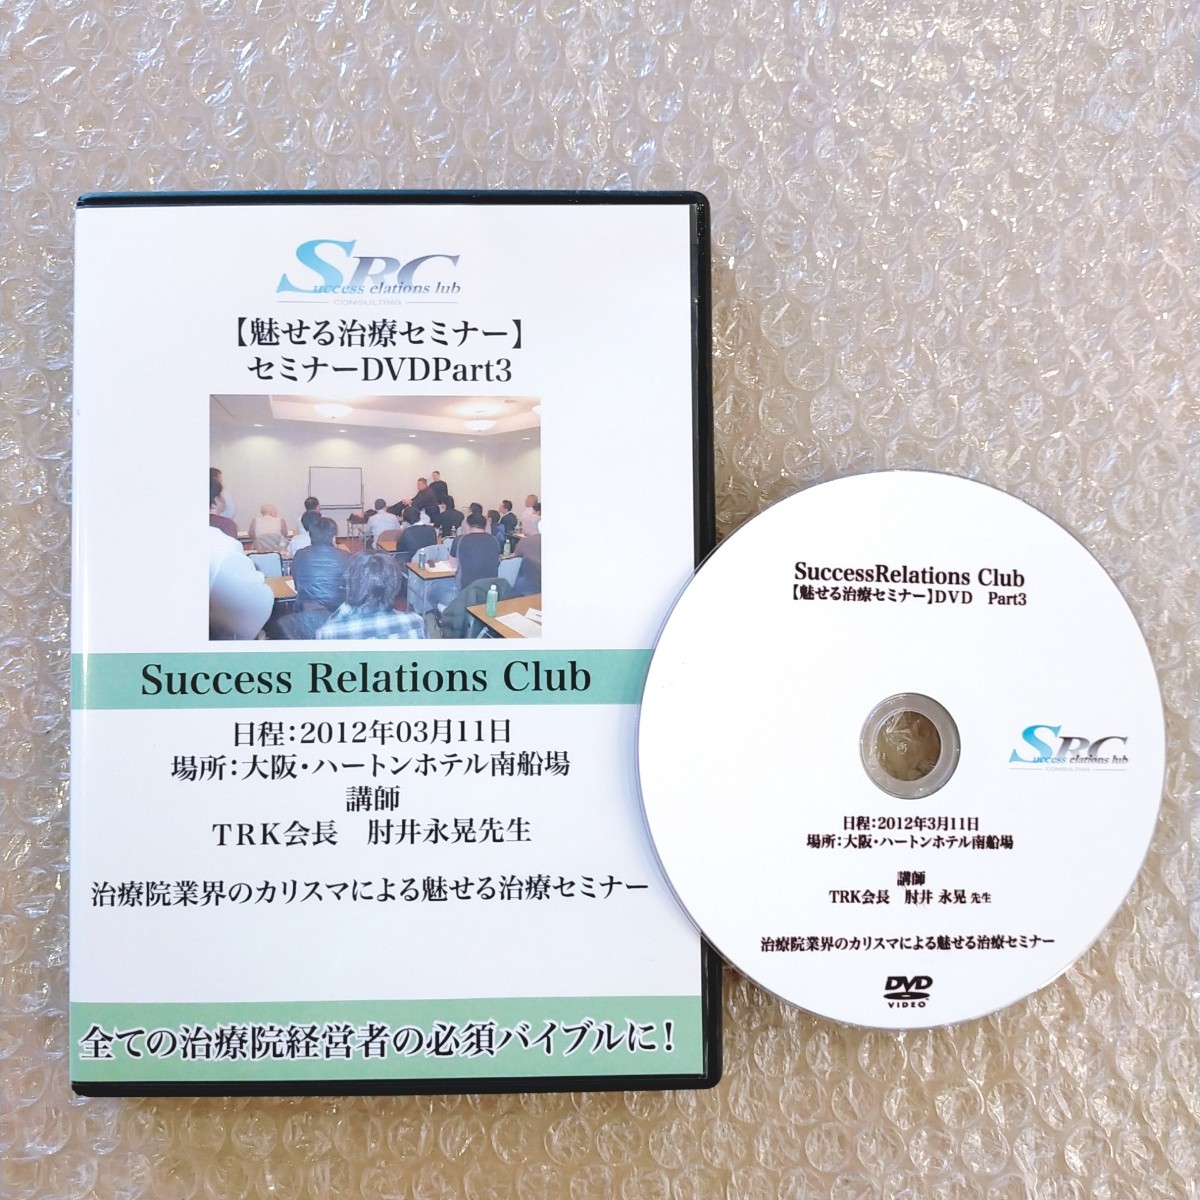 SRC
uccess elations lub
CONSULTING
【魅せる治療セミナー】
セミナーDVDPart3
Success Relations Club
日程：2012年03月11日
場所：大阪・ハートンホテル南船場
講師
TRK会長　肘井永晃先生
治療院業界のカリスマによる魅せる治療セミナー
全ての治療院経営者の必須バイブルに！
SuccessRelations Club
【魅せる治療セミナー】DVD　Part3
SRC
uccess elations lub
CONSULTING
日程：2012年3月11日
場所：大阪・ハートンホテル南船場
講師
TRK会長　肘井 永晃 先生
治療院業界のカリスマによる魅せる治療セミナー
DVD
VIDEO